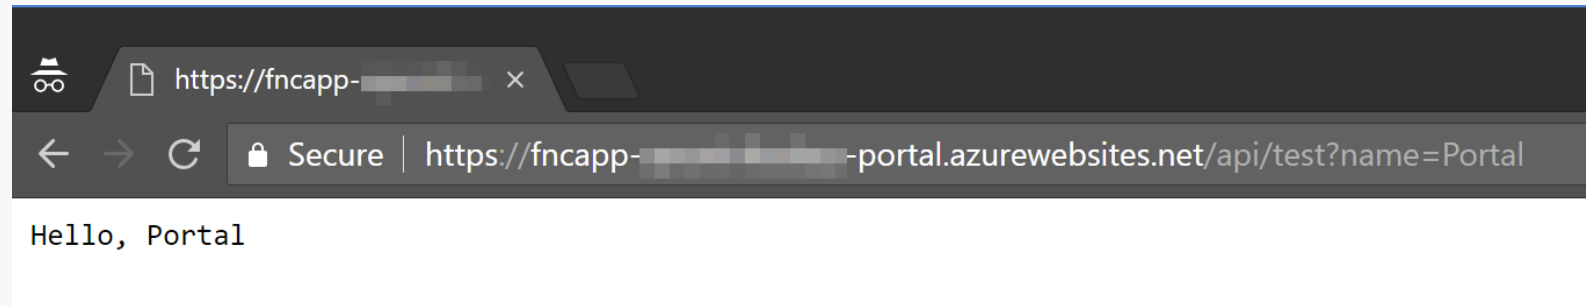 https://fncapp-
Secure https://fncapp- -portal.azurewebsites.net/api/test?name=Portal
Hello, Portal